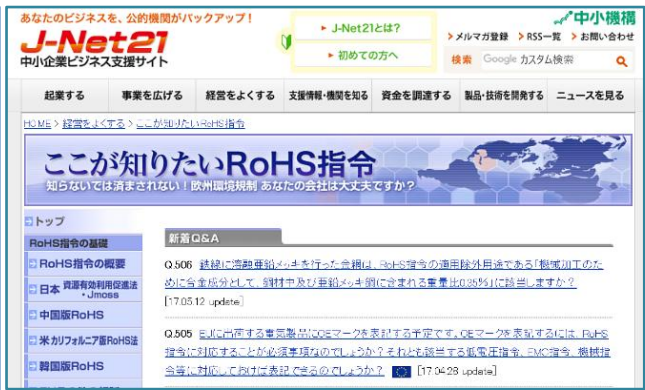 あなたのビジネスを、公的機関がバックアップ！
J-Net21
中小企業ビジネス支援サイト
J-Net21とは？
初めての方へ
中小機構
メルマガ登録 RSS一覧 お問い合わせ
検索 Google カスタム検索
起業する 事業を広げる 経営をよくする 支援情報・機関を知る 資金を調達する 製品・技術を開発する ニュースを見る
HOME > 経営をよくする > ここが知りたいRoHS指令
ここが知りたいRoHS指令
知らないでは済まされない！欧州環境規制 あなたの会社は大丈夫ですか？
トップ
RoHS指令の基礎
RoHS指令の概要
日本 資源有効利用促進法・Jmoss
中国版RoHS
米 カリフォルニア版RoHS法
韓国版RoHS
新着Q&A
Q.506 鉄線に溶融亜鉛メッキを行った金網は、RoHS指令の適用除外用途である「機械加工のた
めに合金成分として、鋼材中及び亜鉛メッキ鋼に含まれる重量比0.35%」に該当しますか？
[17.05.12 update]
Q.505 EUに出荷する電気製品にCEマークを表記する予定です。CEマークを表記するには、RoHS
指令に対応することが必須事項なのでしょうか？それとも該当する低電圧指令、EMC指令、機械指
令等に対応しておけば表記できるのでしょうか？ [17.04.28 update]